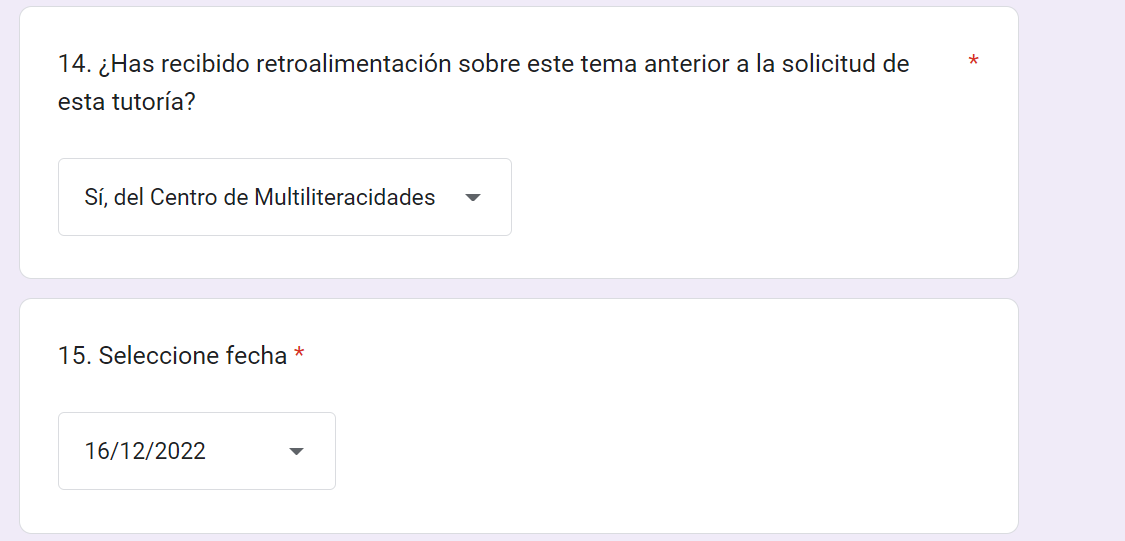 14. ¿Has recibido retroalimentación sobre este tema anterior a la solicitud de *
esta tutoría?
Sí, del Centro de Multiliteracidades
15. Seleccione fecha *
16/12/2022